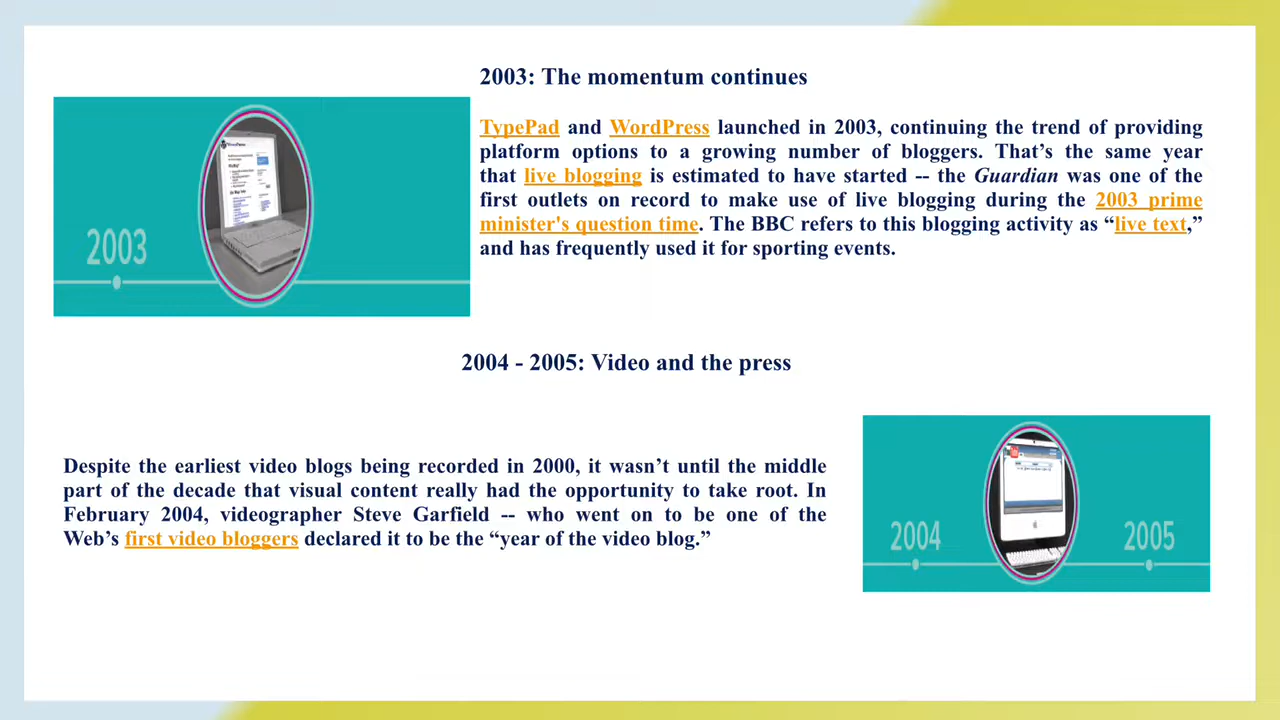 2003: The momentum continues
TypePad and WordPress launched in 2003, continuing the trend of providing
platform options to a growing number of bloggers. That’s the same year
that live blogging is estimated to have started -- the Guardian was one of the
first outlets on record to make use of live blogging during the 2003 prime
minister's question time. The BBC refers to this blogging activity as “live text,”
and has frequently used it for sporting events.
2003
2004 - 2005: Video and the press
Despite the earliest video blogs being recorded in 2000, it wasn’t until the middle
part of the decade that visual content really had the opportunity to take root. In
February 2004, videographer Steve Garfield -- who went on to be one of the
Web’s first video bloggers declared it to be the “year of the video blog.”
2004
2005